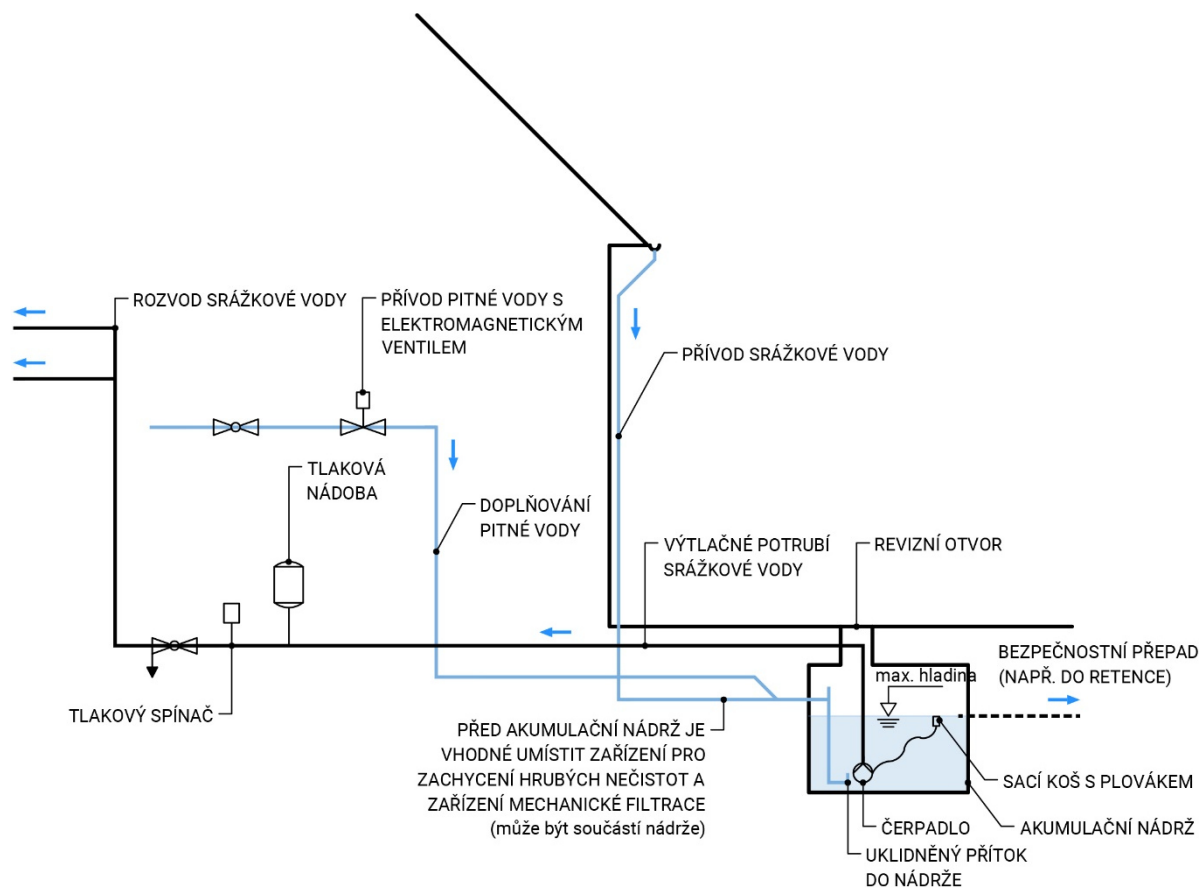 ROZVOD SRÁŽKOVÉ VODY
PŘÍVOD PITNÉ VODY S
ELEKTROMAGNETICKÝM
VENTILEM
PŘÍVOD SRÁŽKOVÉ VODY
TLAKOVÁ
NÁDOBA
DOPLŇOVÁNÍ
PITNÉ VODY
VÝTLAČNÉ POTRUBÍ
SRÁŽKOVÉ VODY
REVIZNÍ OTVOR
BEZPEČNOSTNÍ PŘEPAD
(NAPŘ. DO RETENCE)
max. hladina
TLAKOVÝ SPÍNAČ
PŘED AKUMULAČNÍ NÁDRŽ JE
VHODNÉ UMÍSTIT ZAŘÍZENÍ PRO
ZACHYCENÍ HRUBÝCH NEČISTOT A
ZAŘÍZENÍ MECHANICKÉ FILTRACE
(může být součástí nádrže)
SACÍ KOŠ S PLOVÁKEM
ČERPADLO
AKUMULAČNÍ NÁDRŽ
UKLIDNĚNÝ PŘÍTOK
DO NÁDRŽE